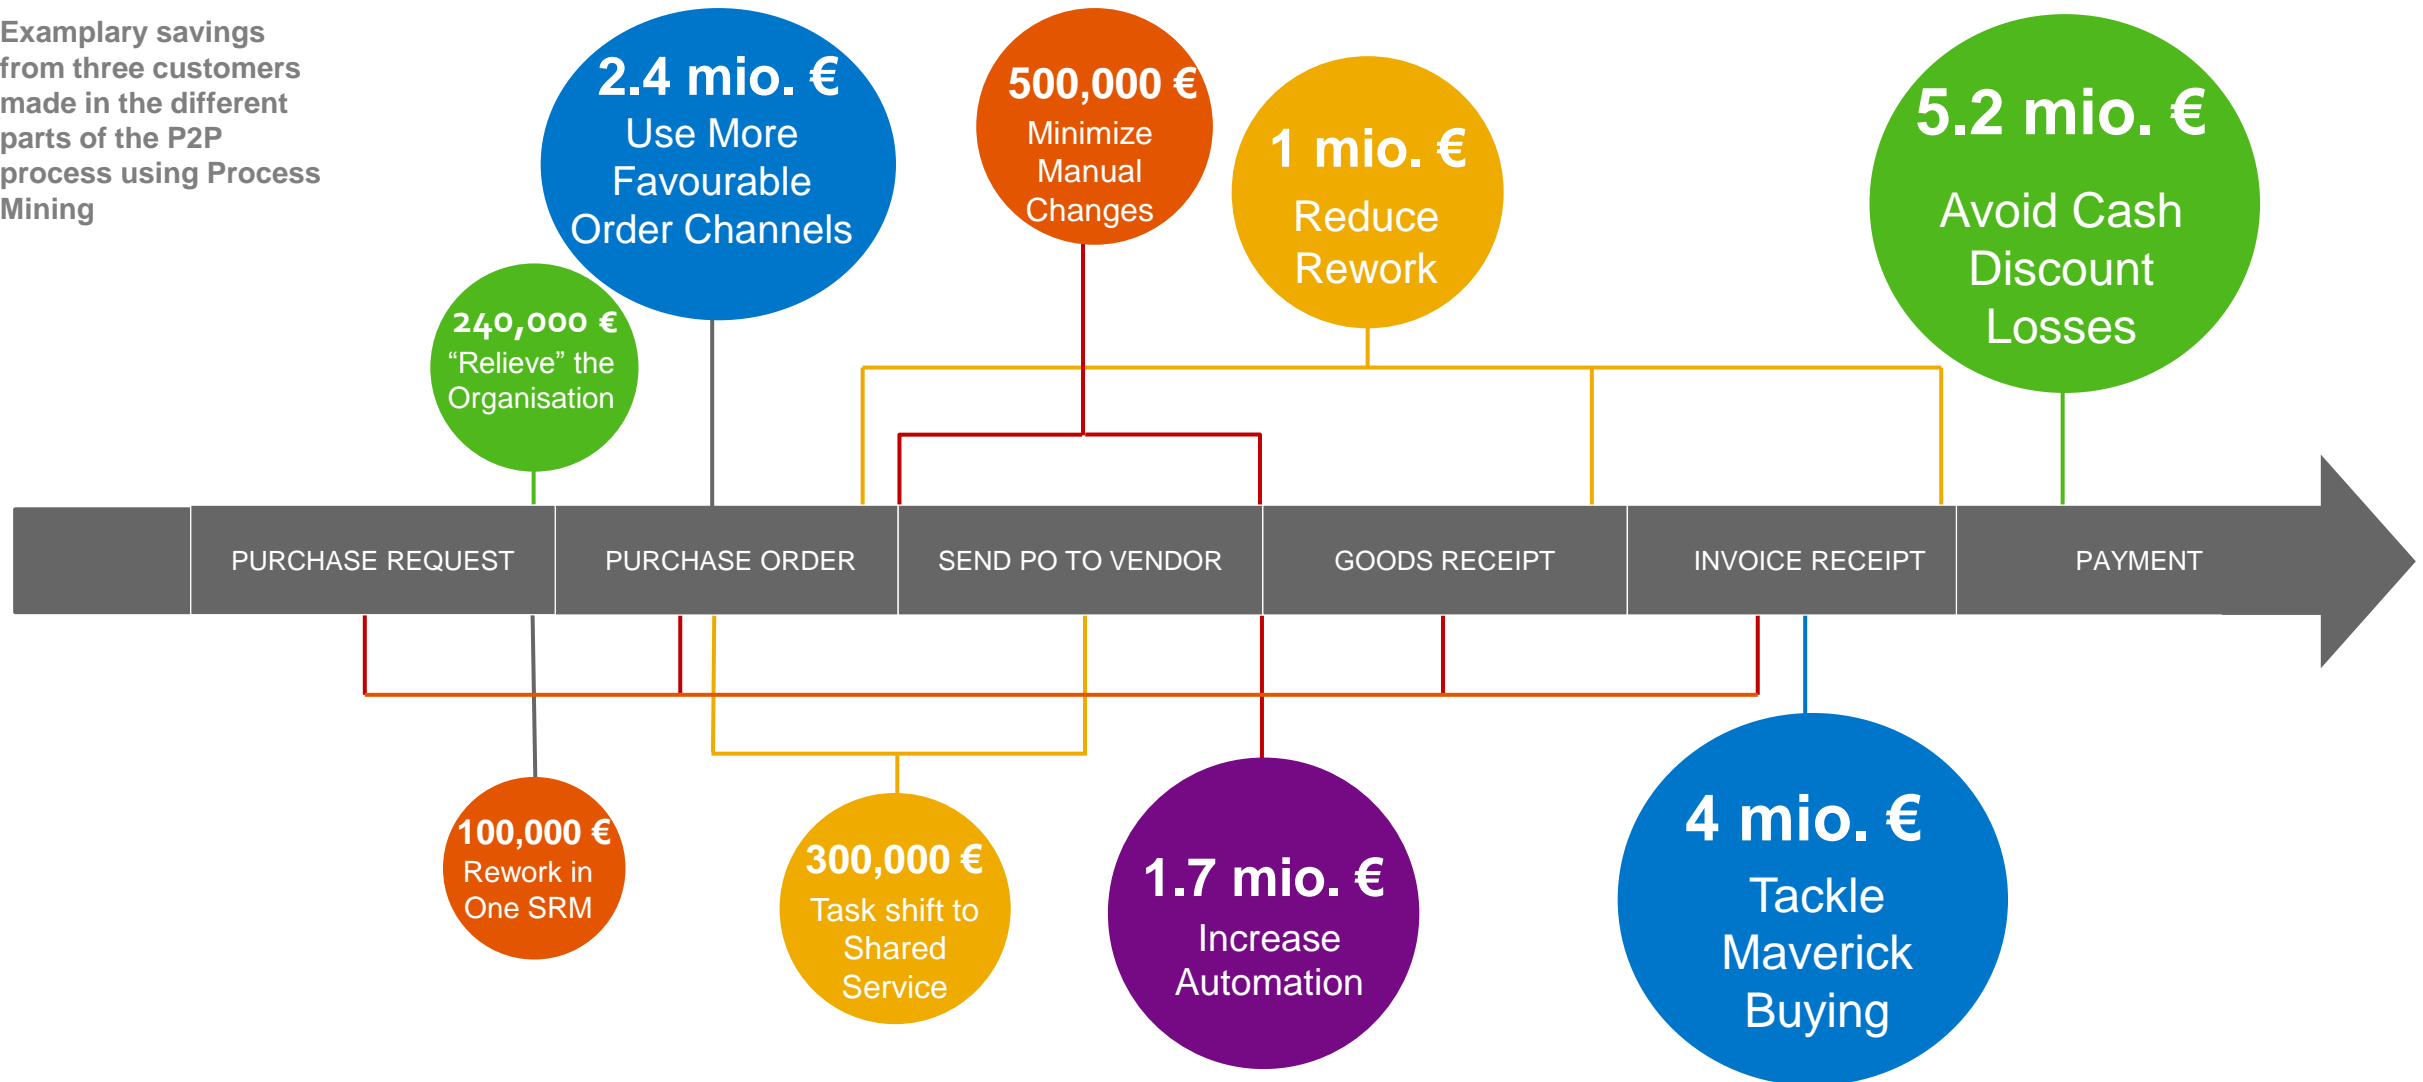 Examplary savings
from three customers
made in the different
parts of the P2P
process using Process
Mining
2.4 mio. €
Use More
Favourable
Order Channels
500,000 €
Minimize
Manual
Changes
1 mio. €
Reduce
Rework
5.2 mio. €
Avoid Cash
Discount
Losses
240,000 €
“Relieve” the
Organisation
PURCHASE REQUEST
PURCHASE ORDER
SEND PO TO VENDOR
GOODS RECEIPT
INVOICE RECEIPT
PAYMENT
100,000 €
Rework in
One SRM
300,000 €
Task shift to
Shared
Service
1.7 mio. €
Increase
Automation
4 mio. €
Tackle
Maverick
Buying